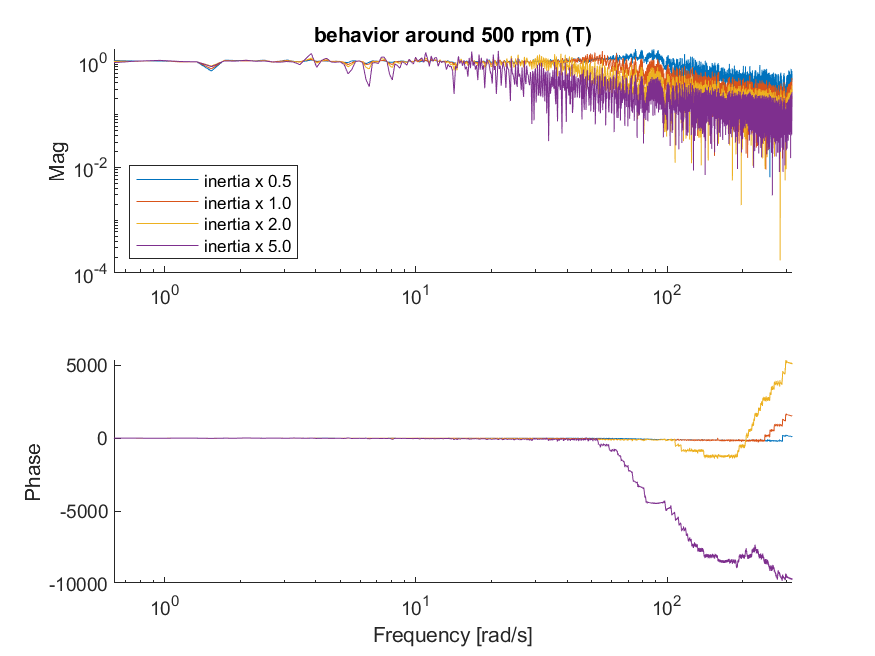 behavior around 500 rpm (T)
10^0
10^-2
10^-4
Mag
inertia x 0.5
inertia x 1.0
inertia x 2.0
inertia x 5.0
10^0 10^1 10^2
5000
0
-5000
-10000
Phase
10^0 10^1 10^2
Frequency [rad/s]